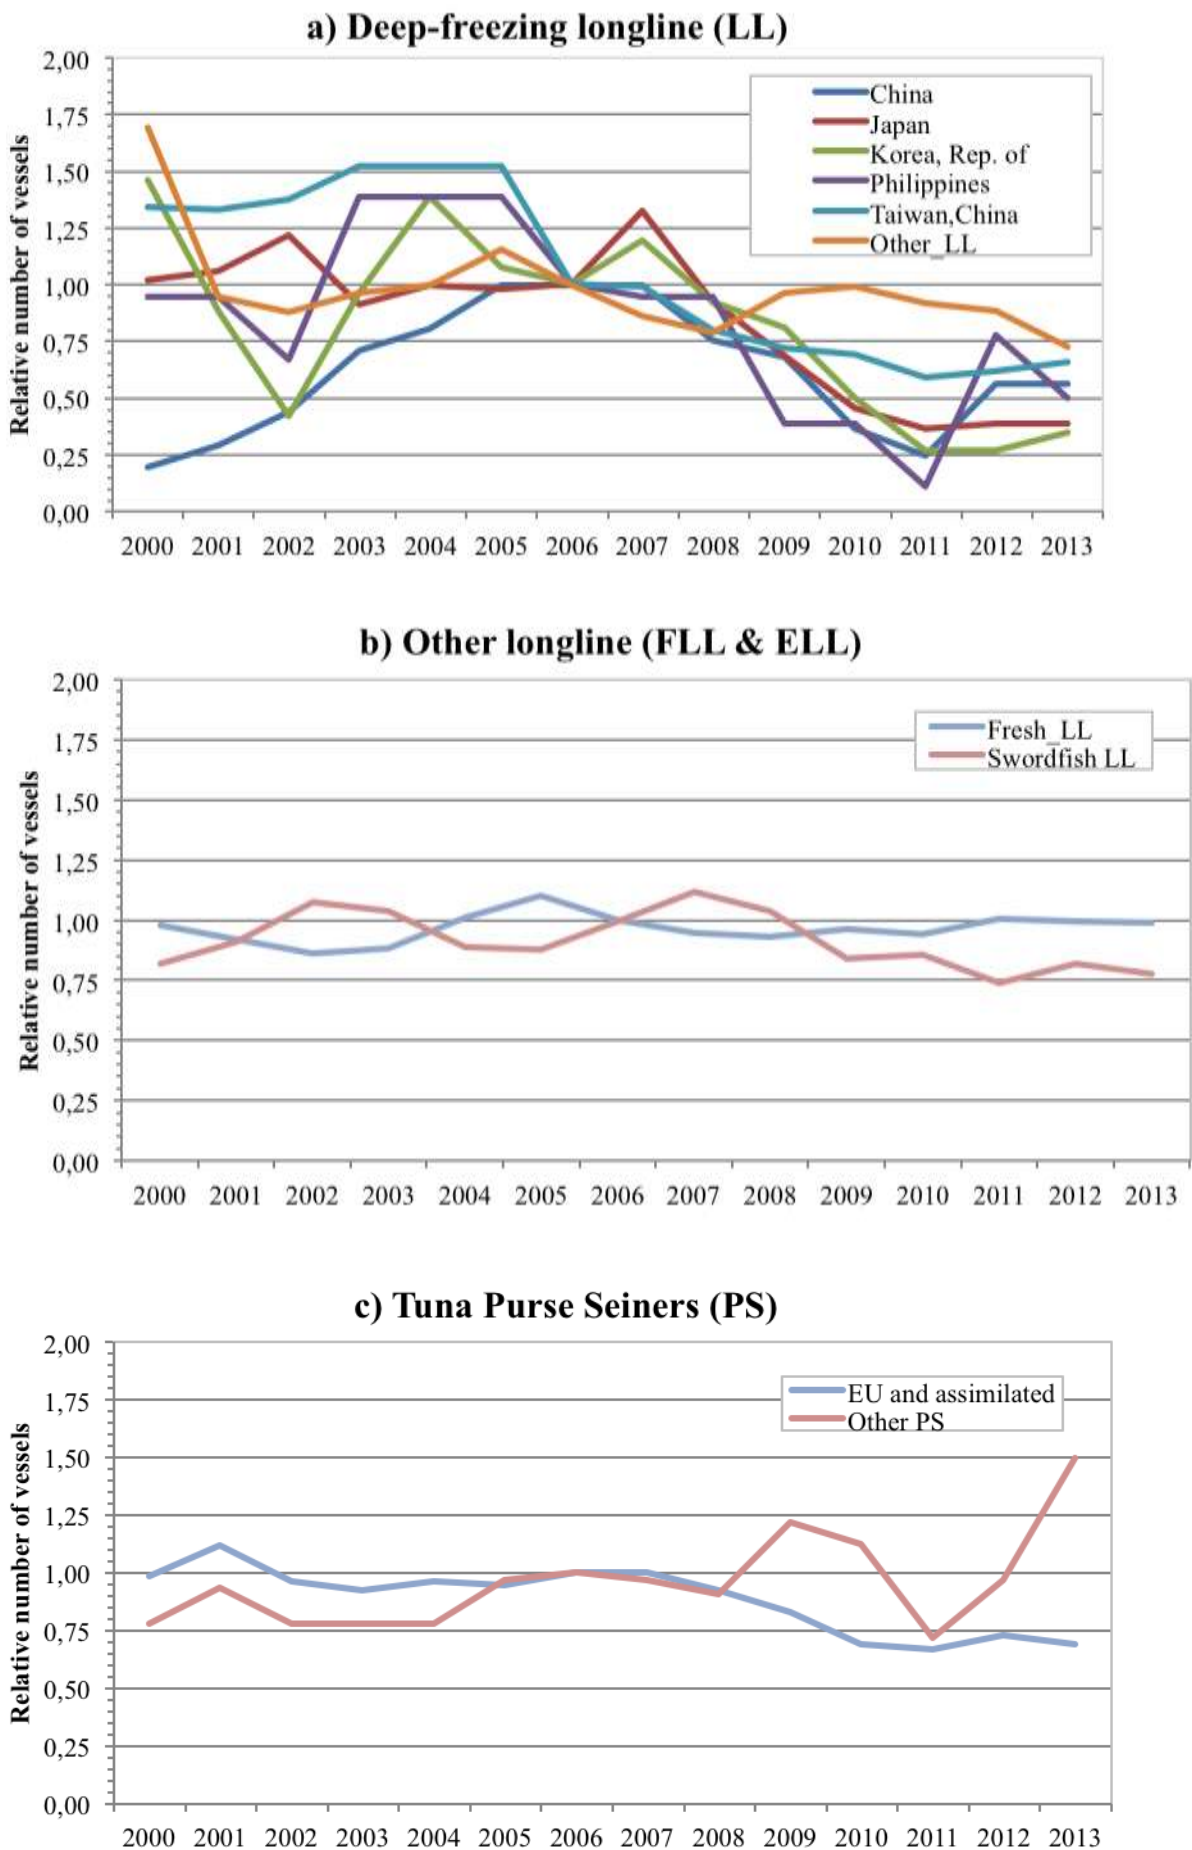 a) Deep-freezing longline (LL)
Relative number of vessels
2,00
1,75
1,50
1,25
1,00
0,75
0,50
0,25
0,00
China
Japan
Korea, Rep. of
Philippines
Taiwan,China
Other_LL
2000 2001 2002 2003 2004 2005 2006 2007 2008 2009 2010 2011 2012 2013
b) Other longline (FLL & ELL)
Relative number of vessels
2,00
1,75
1,50
1,25
1,00
0,75
0,50
0,25
0,00
Fresh_LL
Swordfish LL
2000 2001 2002 2003 2004 2005 2006 2007 2008 2009 2010 2011 2012 2013
c) Tuna Purse Seiners (PS)
Relative number of vessels
2,00
1,75
1,50
1,25
1,00
0,75
0,50
0,25
0,00
EU and assimilated
Other PS
2000 2001 2002 2003 2004 2005 2006 2007 2008 2009 2010 2011 2012 2013